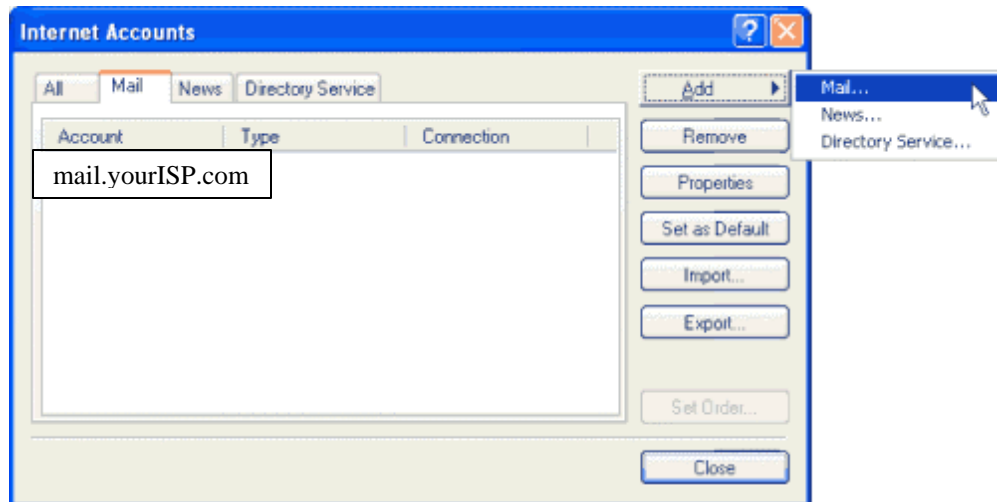 Internet Accounts
All Mail News Directory Service
Add
Mail...
News...
Directory Service...
Account Type Connection
Remove
mail.yourISP.com
Properties
Set as Default
Import...
Export...
Set Order...
Close